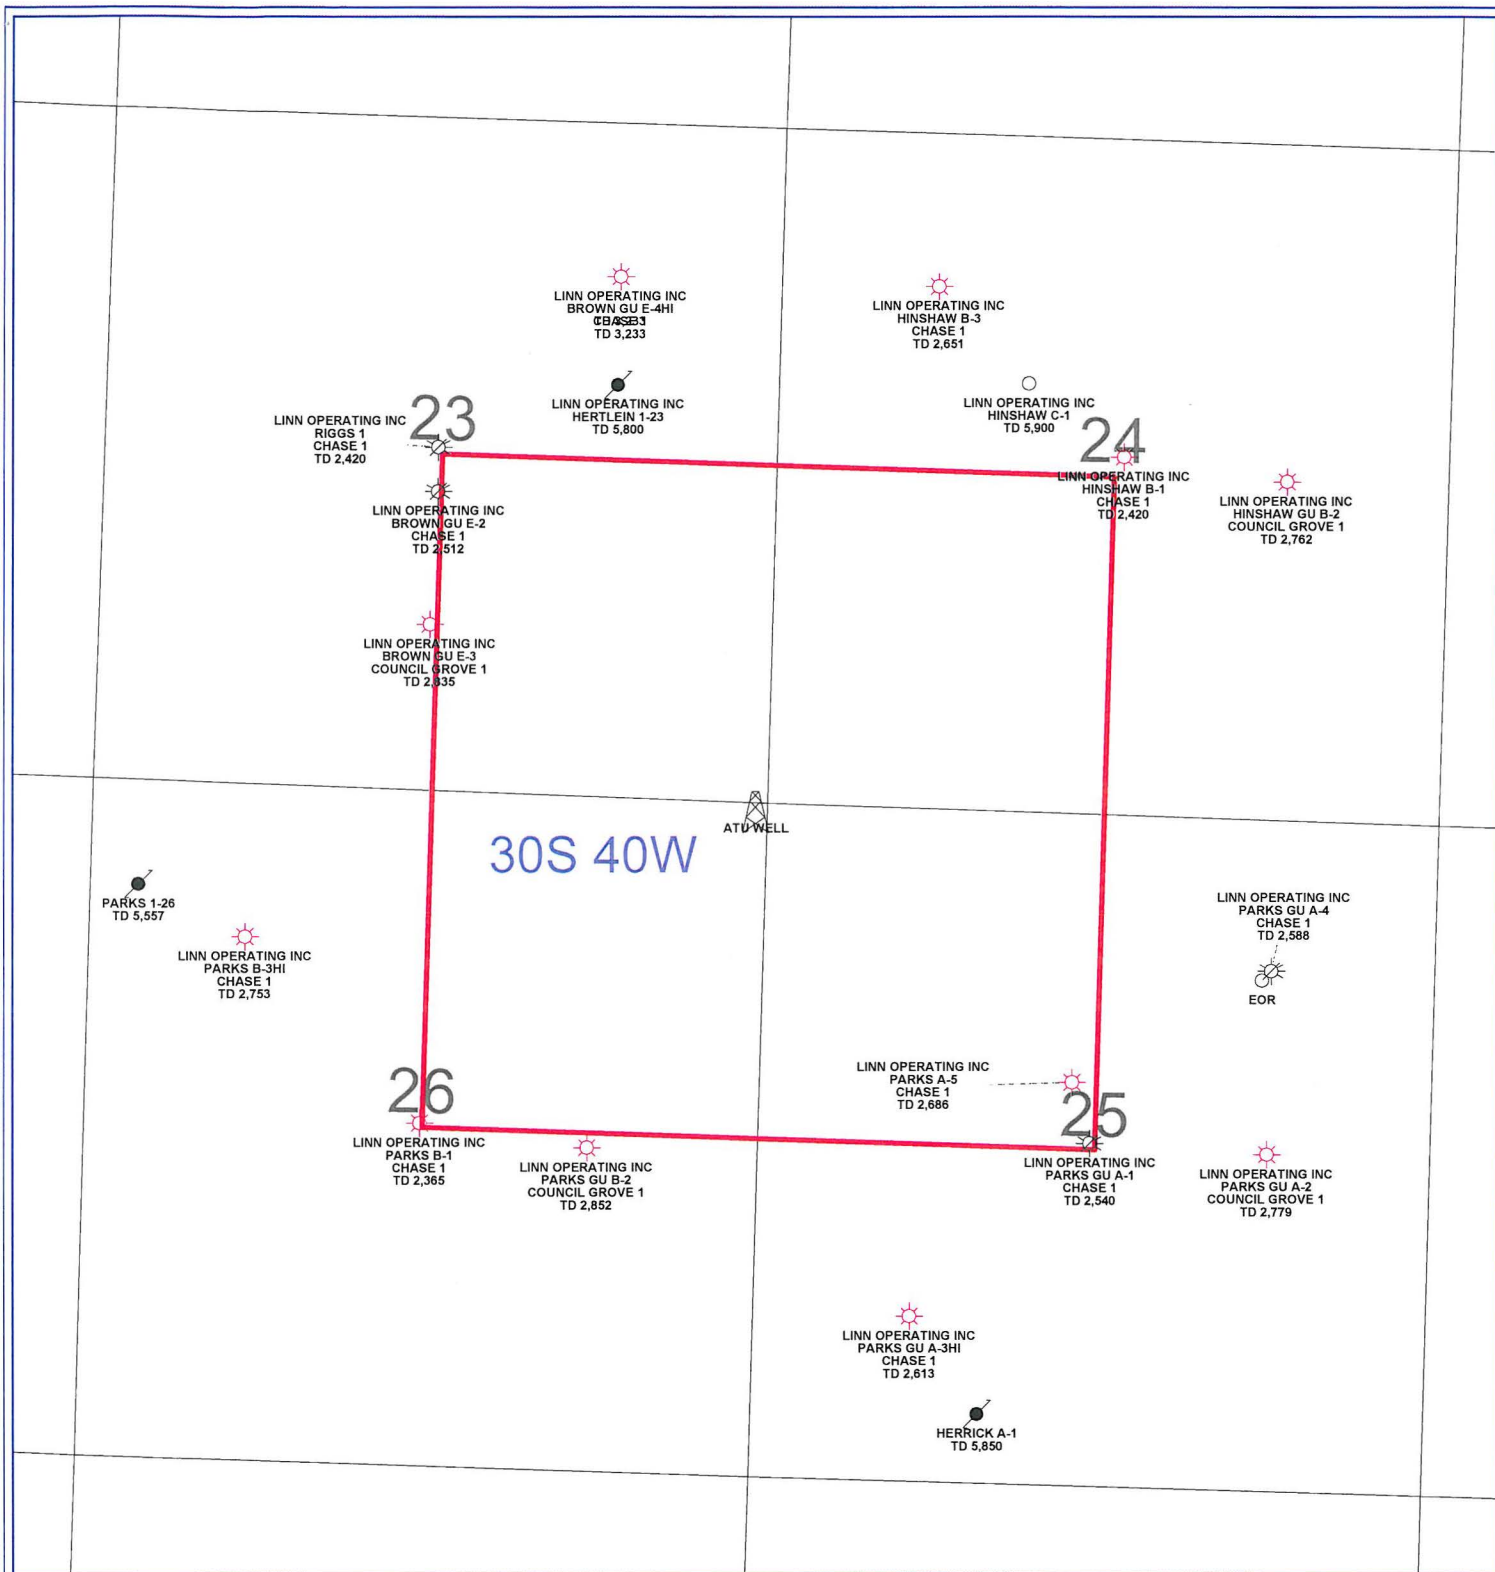 LINN OPERATING INC
BROWN GU E-4HI
CHASE 1
TD 3,233
LINN OPERATING INC
HINSHAW B-3
CHASE 1
TD 2,651
LINN OPERATING INC
HERTLEIN 1-23
TD 5,800
LINN OPERATING INC
HINSHAW C-1
TD 5,900
23
24
LINN OPERATING INC
RIGGS 1
CHASE 1
TD 2,420
LINN OPERATING INC
HINSHAW B-1
CHASE 1
TD 2,420
LINN OPERATING INC
HINSHAW GU B-2
COUNCIL GROVE 1
TD 2,762
LINN OPERATING INC
BROWN GU E-2
CHASE 1
TD 2,512
LINN OPERATING INC
BROWN GU E-3
COUNCIL GROVE 1
TD 2,835
ATU WELL
30S 40W
PARKS 1-26
TD 5,557
LINN OPERATING INC
PARKS GU A-4
CHASE 1
TD 2,588
EOR
LINN OPERATING INC
PARKS B-3HI
CHASE 1
TD 2,753
LINN OPERATING INC
PARKS A-5
CHASE 1
TD 2,686
26
25
LINN OPERATING INC
PARKS B-1
CHASE 1
TD 2,365
LINN OPERATING INC
PARKS GU B-2
COUNCIL GROVE 1
TD 2,852
LINN OPERATING INC
PARKS GU A-1
CHASE 1
TD 2,540
LINN OPERATING INC
PARKS GU A-2
COUNCIL GROVE 1
TD 2,779
LINN OPERATING INC
PARKS GU A-3HI
CHASE 1
TD 2,613
HERRICK A-1
TD 5,850